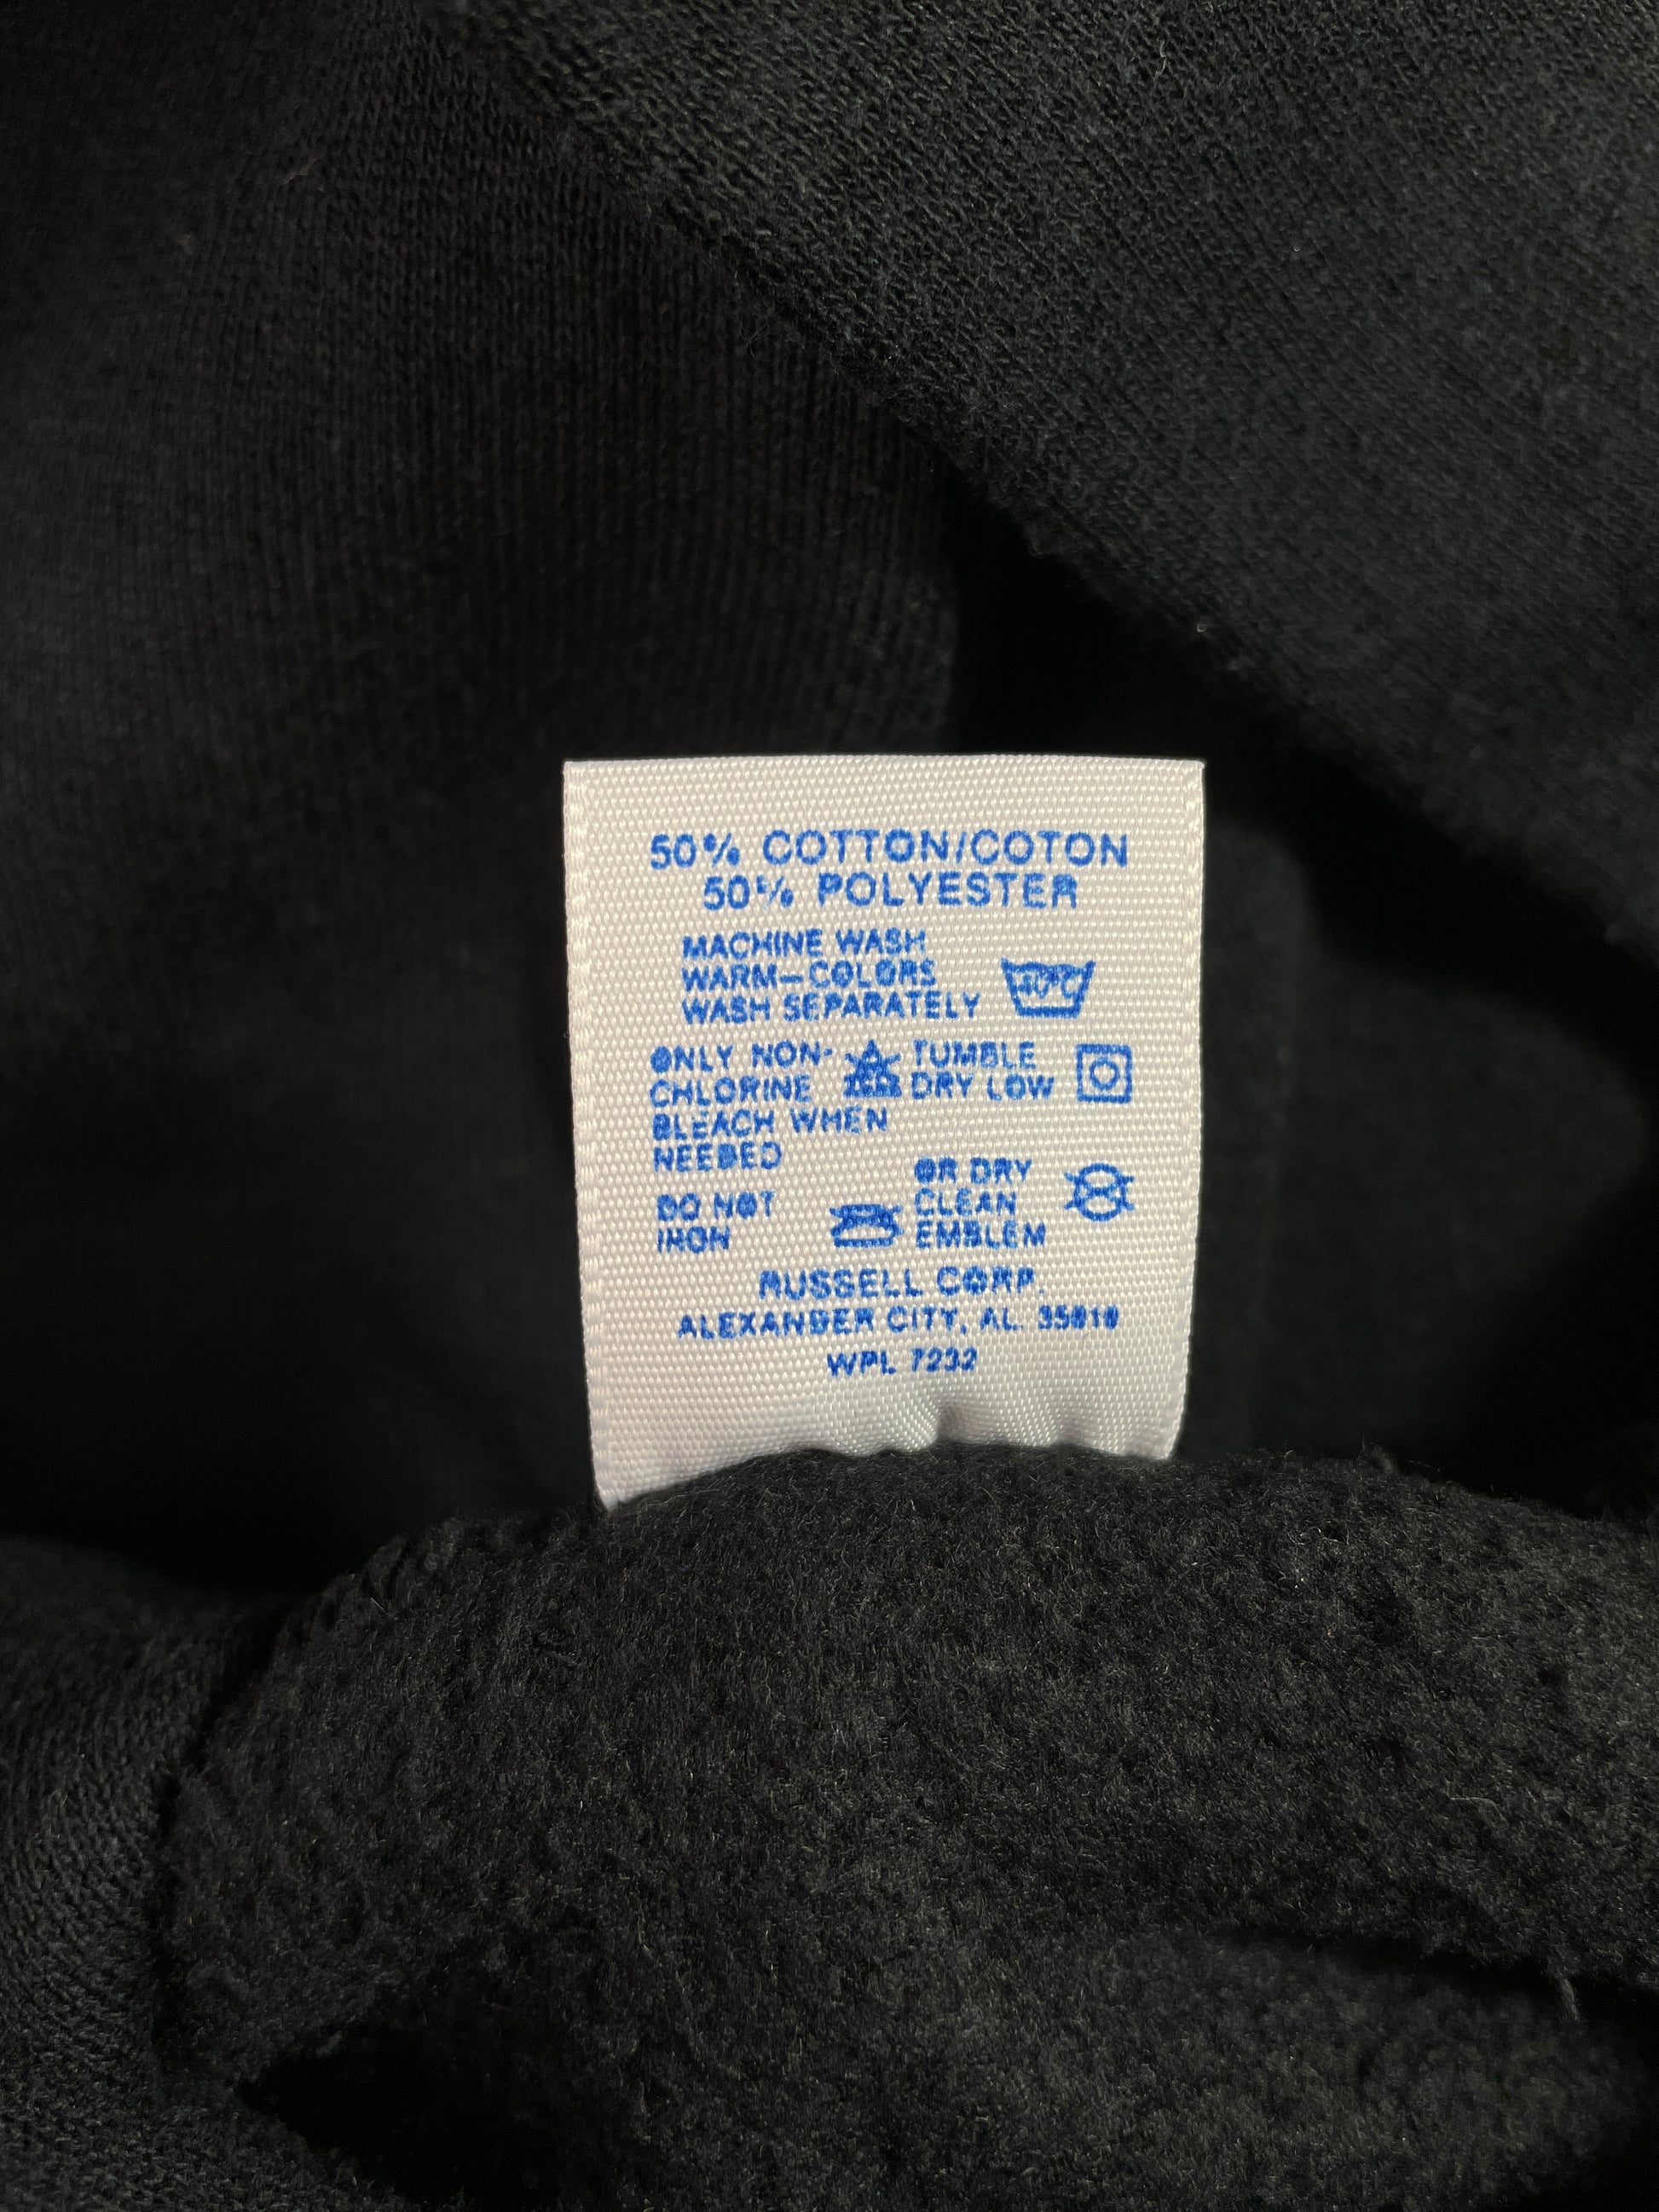 50% COTTON/COTON
50% POLYESTER
MACHINE WASH
WARM-COLORS
WASH SEPARATELY
40°C
ONLY NON-
CHLORINE
BLEACH WHEN
NEEDED
TUMBLE
DRY LOW
DO NOT
IRON
OR DRY
CLEAN
EMBLEM
RUSSELL CORP.
ALEXANDER CITY, AL. 35010
WPL 7232